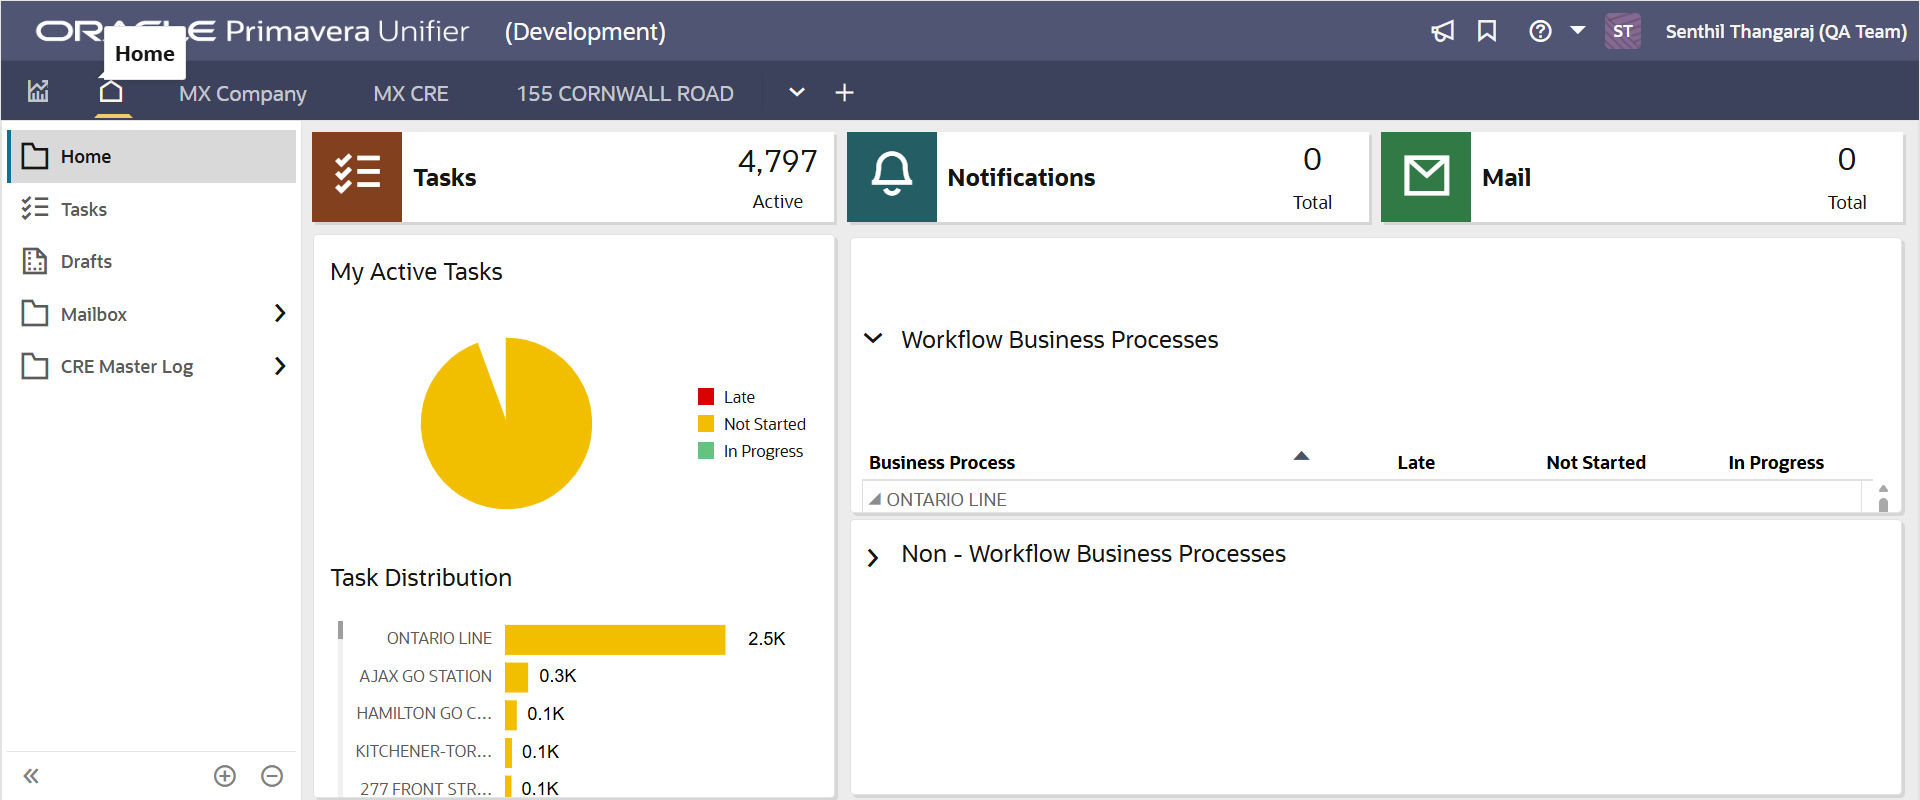 ORACLE Primavera Unifier (Development)
ST Senthil Thangaraj (QA Team)
Home
MX Company MX CRE 155 CORNWALL ROAD
Home
Tasks
Drafts
Mailbox
CRE Master Log
Tasks
4,797
Active
Notifications
0
Total
Mail
0
Total
My Active Tasks
Late
Not Started
In Progress
Task Distribution
ONTARIO LINE 2.5K
AJAX GO STATION 0.3K
HAMILTON GO C... 0.1K
KITCHENER-TOR... 0.1K
277 FRONT STR... 0.1K
Workflow Business Processes
Business Process Late Not Started In Progress
ONTARIO LINE
Non - Workflow Business Processes